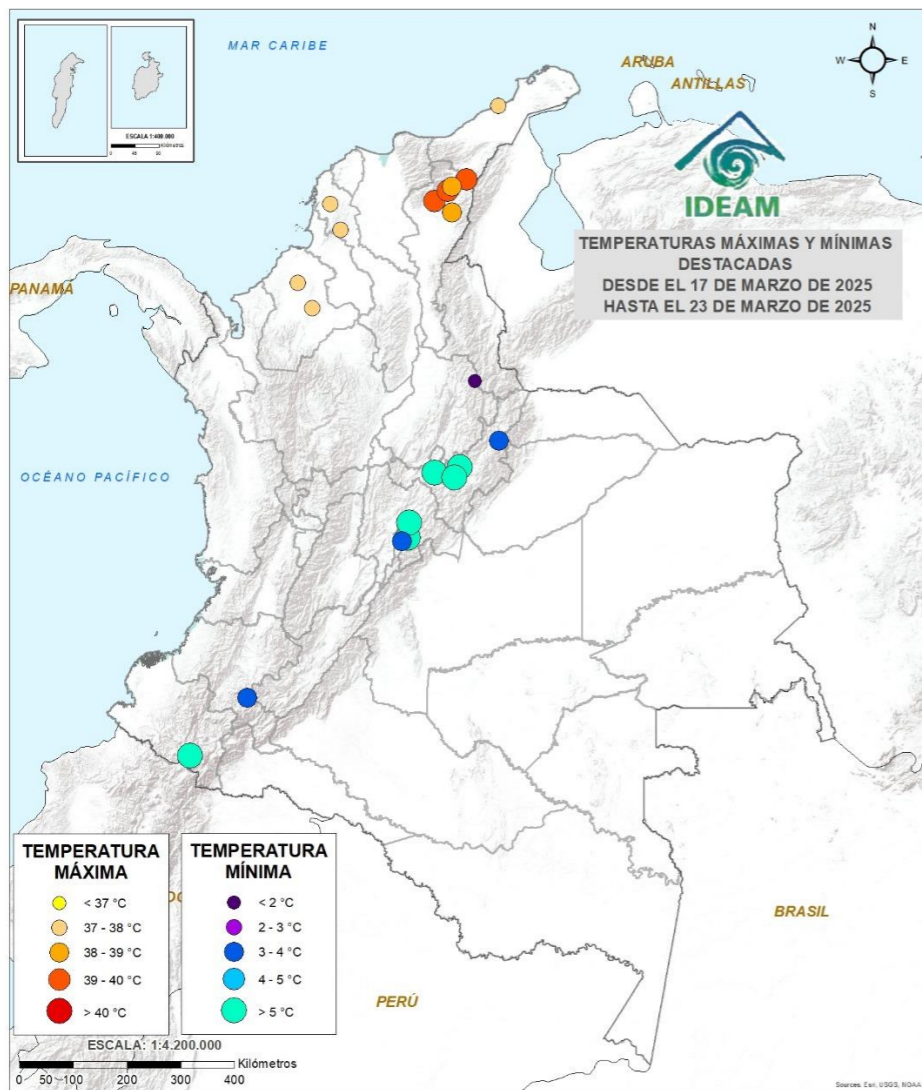 MAR CARIBE
ARUBA
ANTILLAS
N
W E
S
ESCALA 1:400.000
Kilómetros
IDEAM
TEMPERATURAS MÁXIMAS Y MÍNIMAS
DESTACADAS
DESDE EL 17 DE MARZO DE 2025
HASTA EL 23 DE MARZO DE 2025
PANAMÁ
OCÉANO PACÍFICO
BRASIL
PERÚ
TEMPERATURA
MÁXIMA
< 37 °C
37 - 38 °C
38 - 39 °C
39 - 40 °C
> 40 °C
TEMPERATURA
MÍNIMA
< 2 °C
2 - 3 °C
3 - 4 °C
4 - 5 °C
> 5 °C
ESCALA: 1:4.200.000
Kilómetros
0 50 100 200 300 400
Sources: Esri, USGS, NOAA